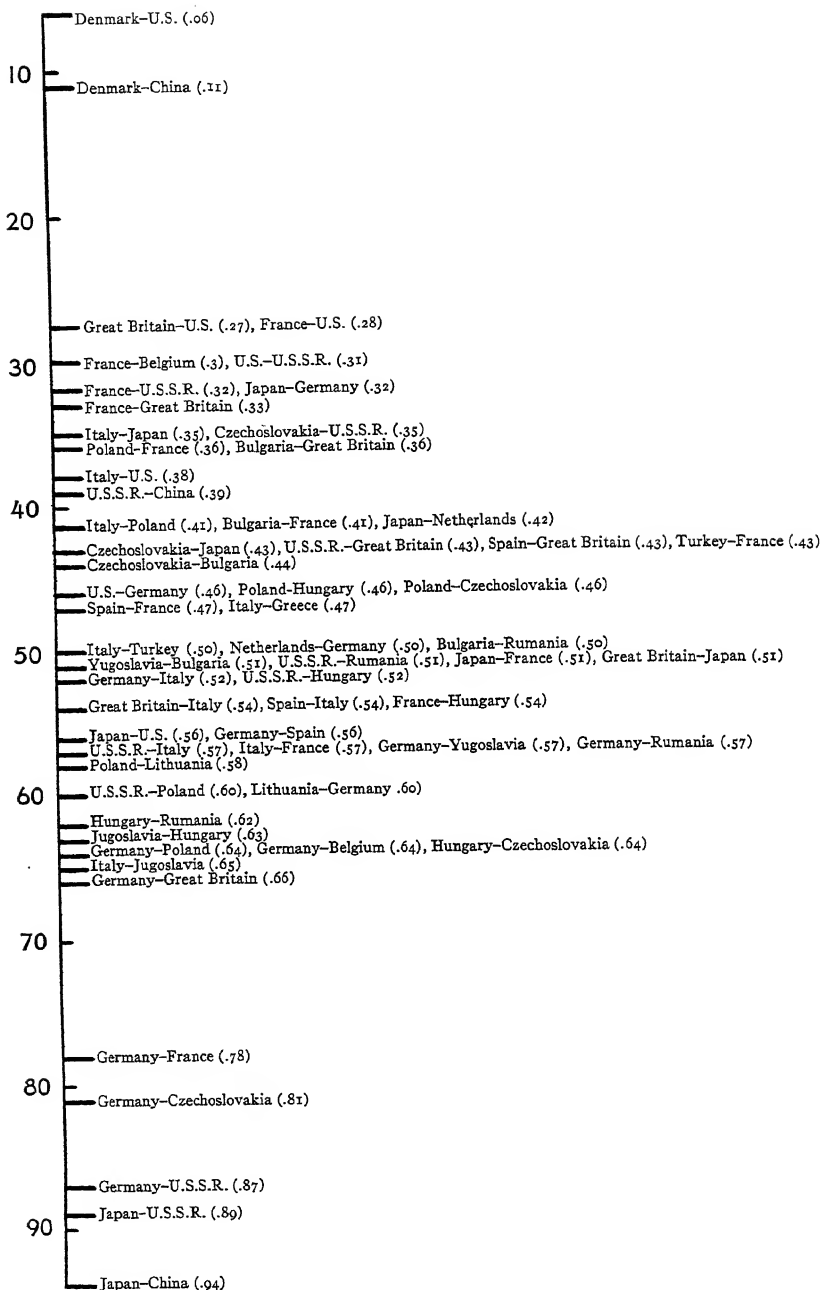 Denmark–U.S. (.06)
10
Denmark–China (.11)
20
Great Britain–U.S. (.27), France–U.S. (.28)
30
France–Belgium (.3), U.S.–U.S.S.R. (.31)
France–U.S.S.R. (.32), Japan–Germany (.32)
France–Great Britain (.33)
Italy–Japan (.35), Czechoslovakia–U.S.S.R. (.35)
Poland-France (.36), Bulgaria–Great Britain (.36)
Italy–U.S. (.38)
U.S.S.R.–China (.39)
40
Italy–Poland (.41), Bulgaria–France (.41), Japan–Netherlands (.42)
Czechoslovakia–Japan (.43), U.S.S.R.–Great Britain (.43), Spain–Great Britain (.43), Turkey–France (.43)
Czechoslovakia–Bulgaria (.44)
U.S.–Germany (.46), Poland-Hungary (.46), Poland–Czechoslovakia (.46)
Spain–France (.47), Italy–Greece (.47)
50
Italy–Turkey (.50), Netherlands–Germany (.50), Bulgaria–Rumania (.50)
Yugoslavia–Bulgaria (.51), U.S.S.R.–Rumania (.51), Japan–France (.51), Great Britain–Japan (.51)
Germany–Italy (.52), U.S.S.R.–Hungary (.52)
Great Britain–Italy (.54), Spain–Italy (.54), France–Hungary (.54)
Japan–U.S. (.56), Germany–Spain (.56)
U.S.S.R.–Italy (.57), Italy–France (.57), Germany–Yugoslavia (.57), Germany–Rumania (.57)
Poland–Lithuania (.58)
60
U.S.S.R.–Poland (.60), Lithuania–Germany .60)
Hungary–Rumania (.62)
Jugoslavia–Hungary (.63)
Germany–Poland (.64), Germany–Belgium (.64), Hungary–Czechoslovakia (.64)
Italy–Jugoslavia (.65)
Germany–Great Britain (.66)
70
Germany–France (.78)
80
Germany–Czechoslovakia (.81)
Germany–U.S.S.R. (.87)
Japan–U.S.S.R. (.89)
90
Japan–China (.94)